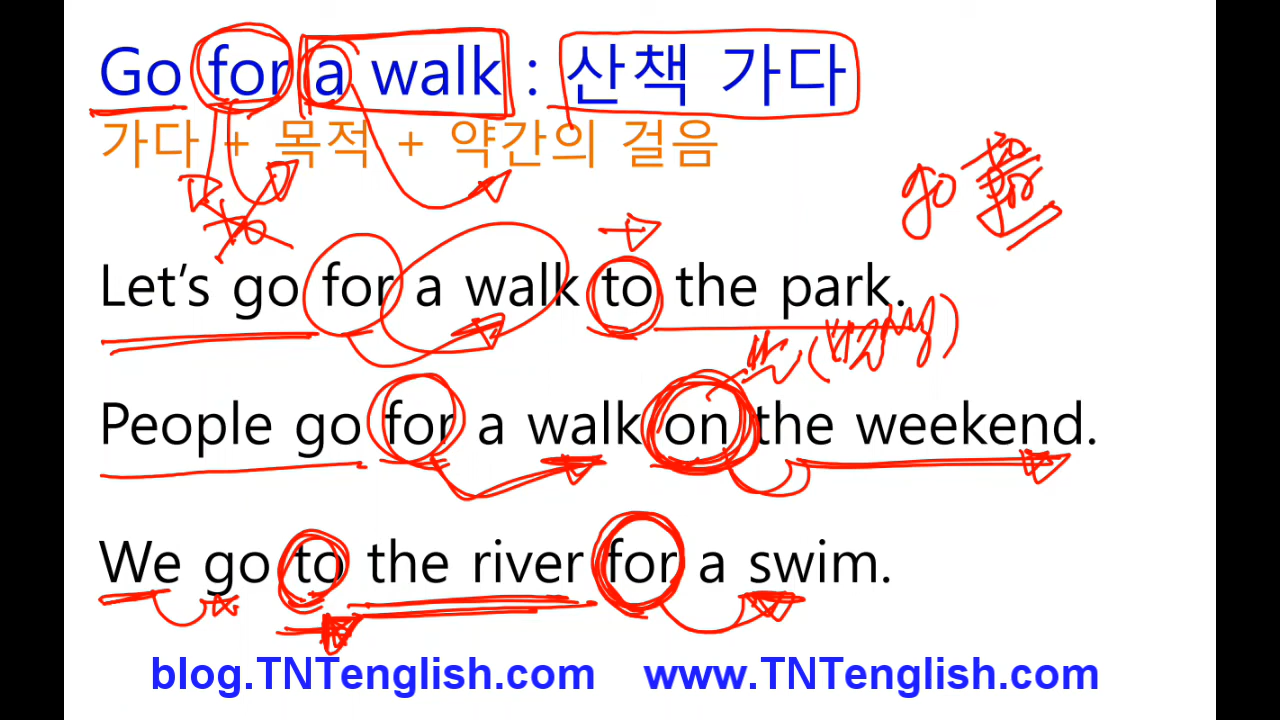 Go for a walk : 산책 가다
가다 + 목적 + 약간의 걸음
go
Let's go for a walk to the park.
People go for a walk on the weekend.
We go to the river for a swim.
blog.TNTenglish.com www.TNTenglish.com